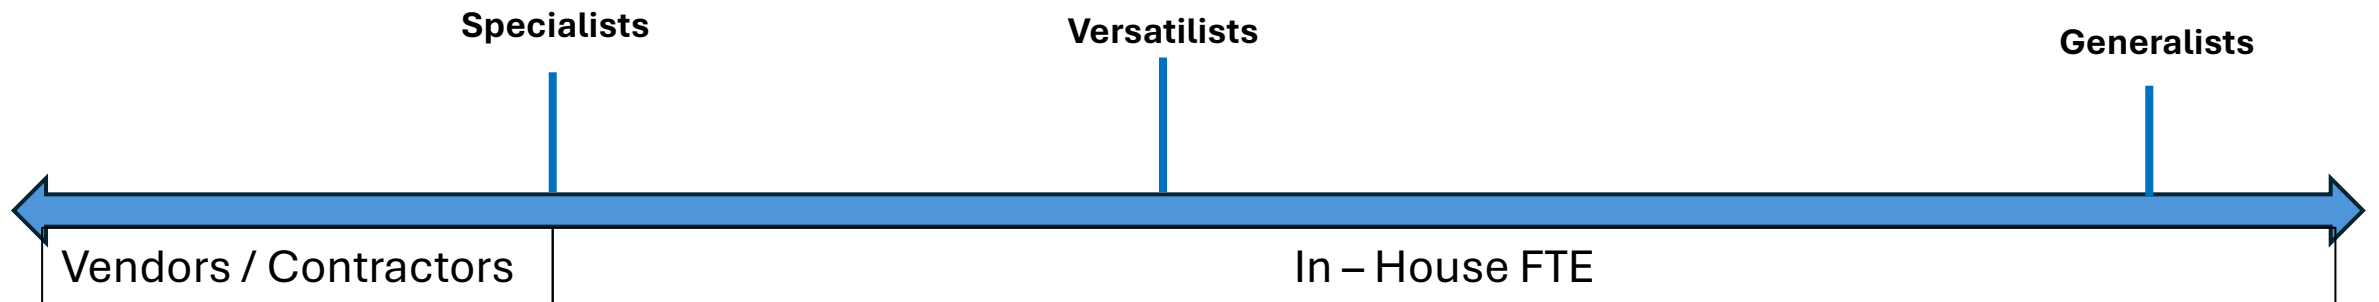 Specialists
Versatilists
Generalists
Vendors / Contractors
In – House FTE